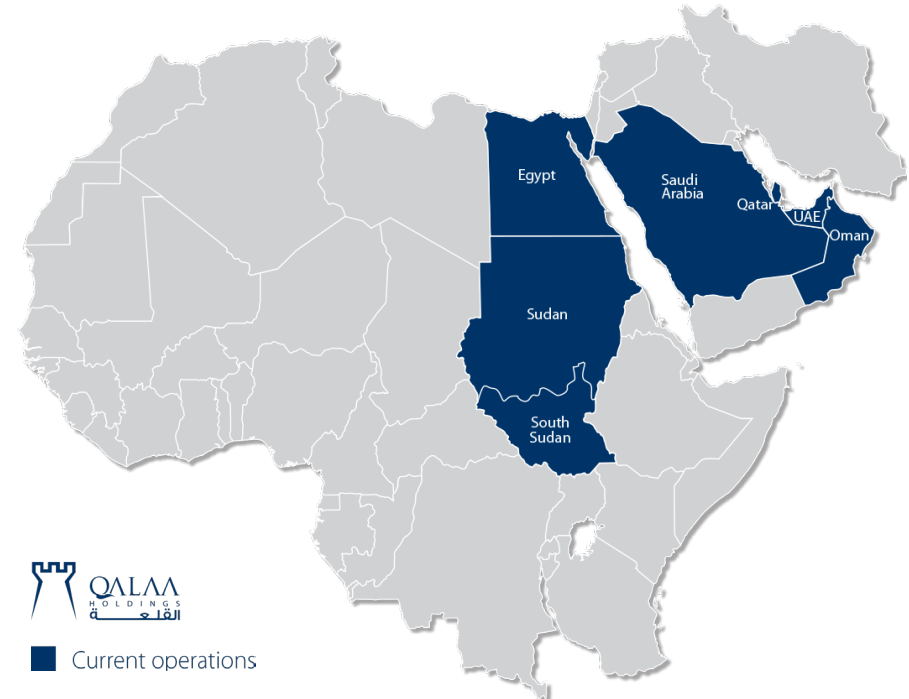 Egypt
Saudi
Arabia
Qatar
UAE
Oman
Sudan
South
Sudan
QALAA
HOLDINGS
القلعة
Current operations